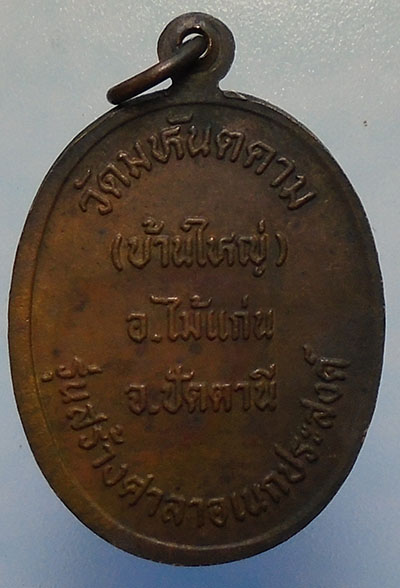 วัดมหันตคาม
(บ้านใหญ่)
อ.ไม้แก่น
จ.ปัตตานี
รุ่นสร้างศาลาอเนกประสงค์